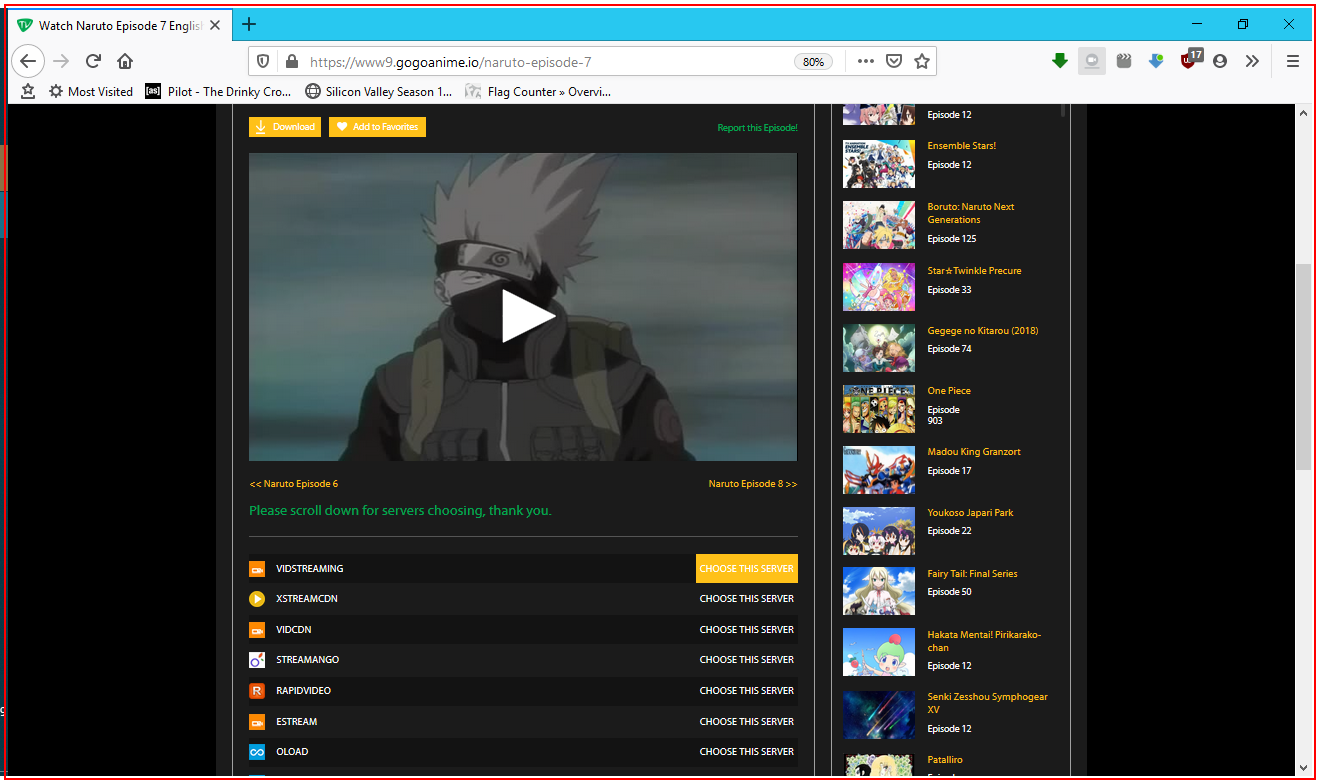 Watch Naruto Episode 7 English
https://www9.gogoanime.io/naruto-episode-7
80%
17
Most Visited
[as]
Pilot - The Drinky Cro...
Silicon Valley Season 1...
Flag Counter » Overvi...
Download
Add to Favorites
Report this Episode!
<< Naruto Episode 6
Naruto Episode 8 >>
Please scroll down for servers choosing, thank you.
VIDSTREAMING
CHOOSE THIS SERVER
XSTREAMCDN
CHOOSE THIS SERVER
VIDCDN
CHOOSE THIS SERVER
STREAMANGO
CHOOSE THIS SERVER
RAPIDVIDEO
CHOOSE THIS SERVER
ESTREAM
CHOOSE THIS SERVER
OLOAD
CHOOSE THIS SERVER
Episode 12
Ensemble Stars!
Episode 12
Boruto: Naruto Next
Generations
Episode 125
Star☆Twinkle Precure
Episode 33
Gegege no Kitarou (2018)
Episode 74
One Piece
Episode
903
Madou King Granzort
Episode 17
Youkoso Japari Park
Episode 22
Fairy Tail: Final Series
Episode 50
Hakata Mentai! Pirikarako-
chan
Episode 12
Senki Zesshou Symphogear
XV
Episode 12
Patalliro